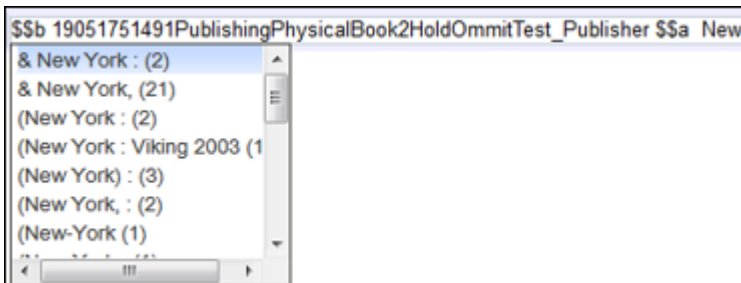 $$b 19051751491PublishingPhysicalBook2HoldOmmitTest_Publisher $$a New
& New York : (2)
& New York, (21)
(New York : (2)
(New York : Viking 2003 (1
(New York) : (3)
(New York, : (2)
(New-York (1)